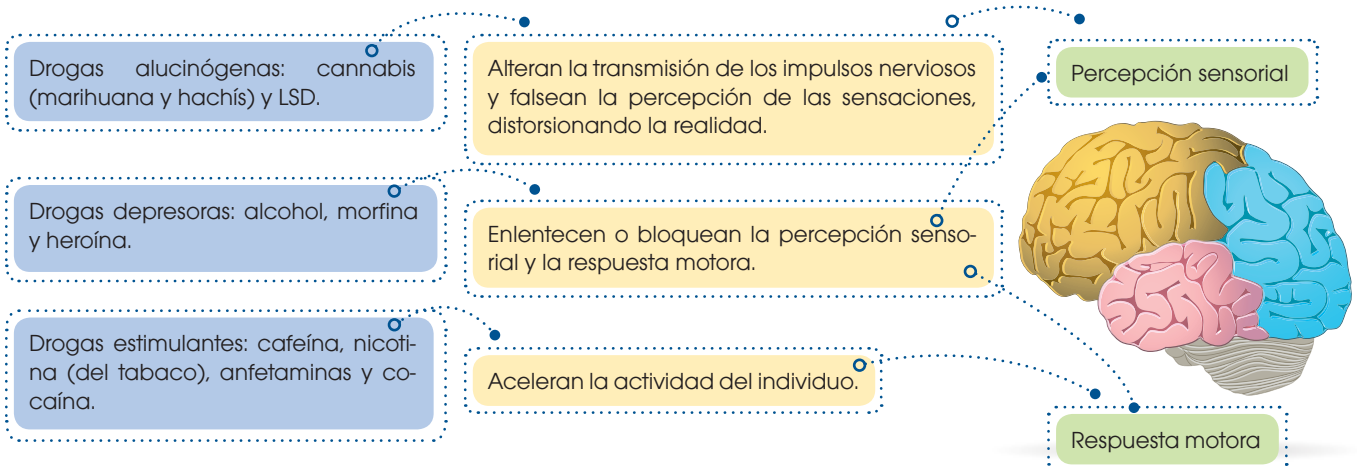 Drogas alucinógenas: cannabis
(marihuana y hachís) y LSD.
Alteran la transmisión de los impulsos nerviosos
y falsean la percepción de las sensaciones,
distorsionando la realidad.
Percepción sensorial
Drogas depresoras: alcohol, morfina
y heroína.
Enlentecen o bloquean la percepción senso-
rial y la respuesta motora.
Drogas estimulantes: cafeína, nicoti-
na (del tabaco), anfetaminas y co-
caína.
Aceleran la actividad del individuo.
Respuesta motora